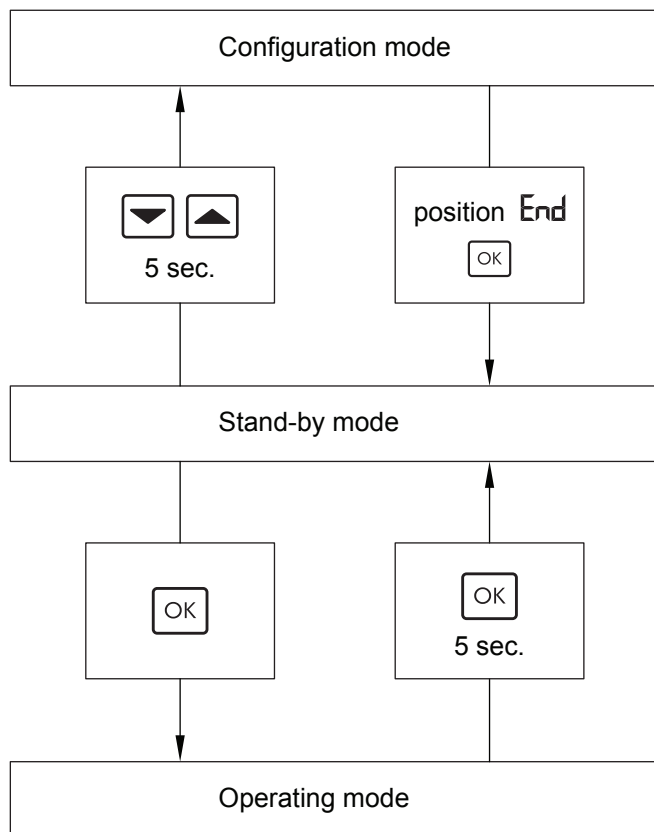 Configuration mode
5 sec.
position End
OK
Stand-by mode
OK
OK
5 sec.
Operating mode